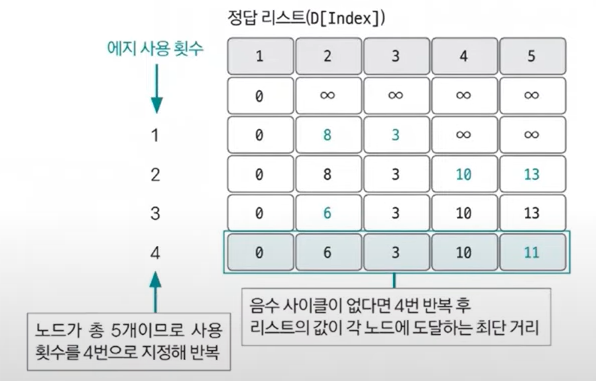 정답 리스트(D[Index])
에지 사용 횟수
1 2 3 4 5
0 ∞ ∞ ∞ ∞
1 0 8 3 ∞ ∞
2 0 8 3 10 13
3 0 6 3 10 13
4 0 6 3 10 11
노드가 총 5개이므로 사용
횟수를 4번으로 지정해 반복
음수 사이클이 없다면 4번 반복 후
리스트의 값이 각 노드에 도달하는 최단 거리